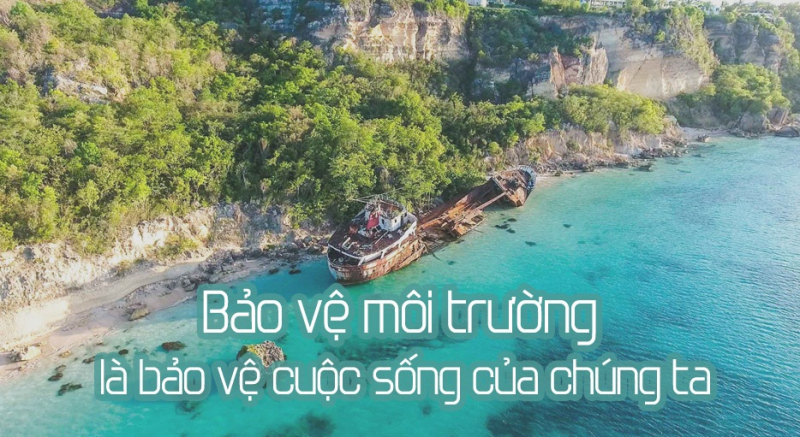 Bảo vệ môi trường
là bảo vệ cuộc sống của chúng ta